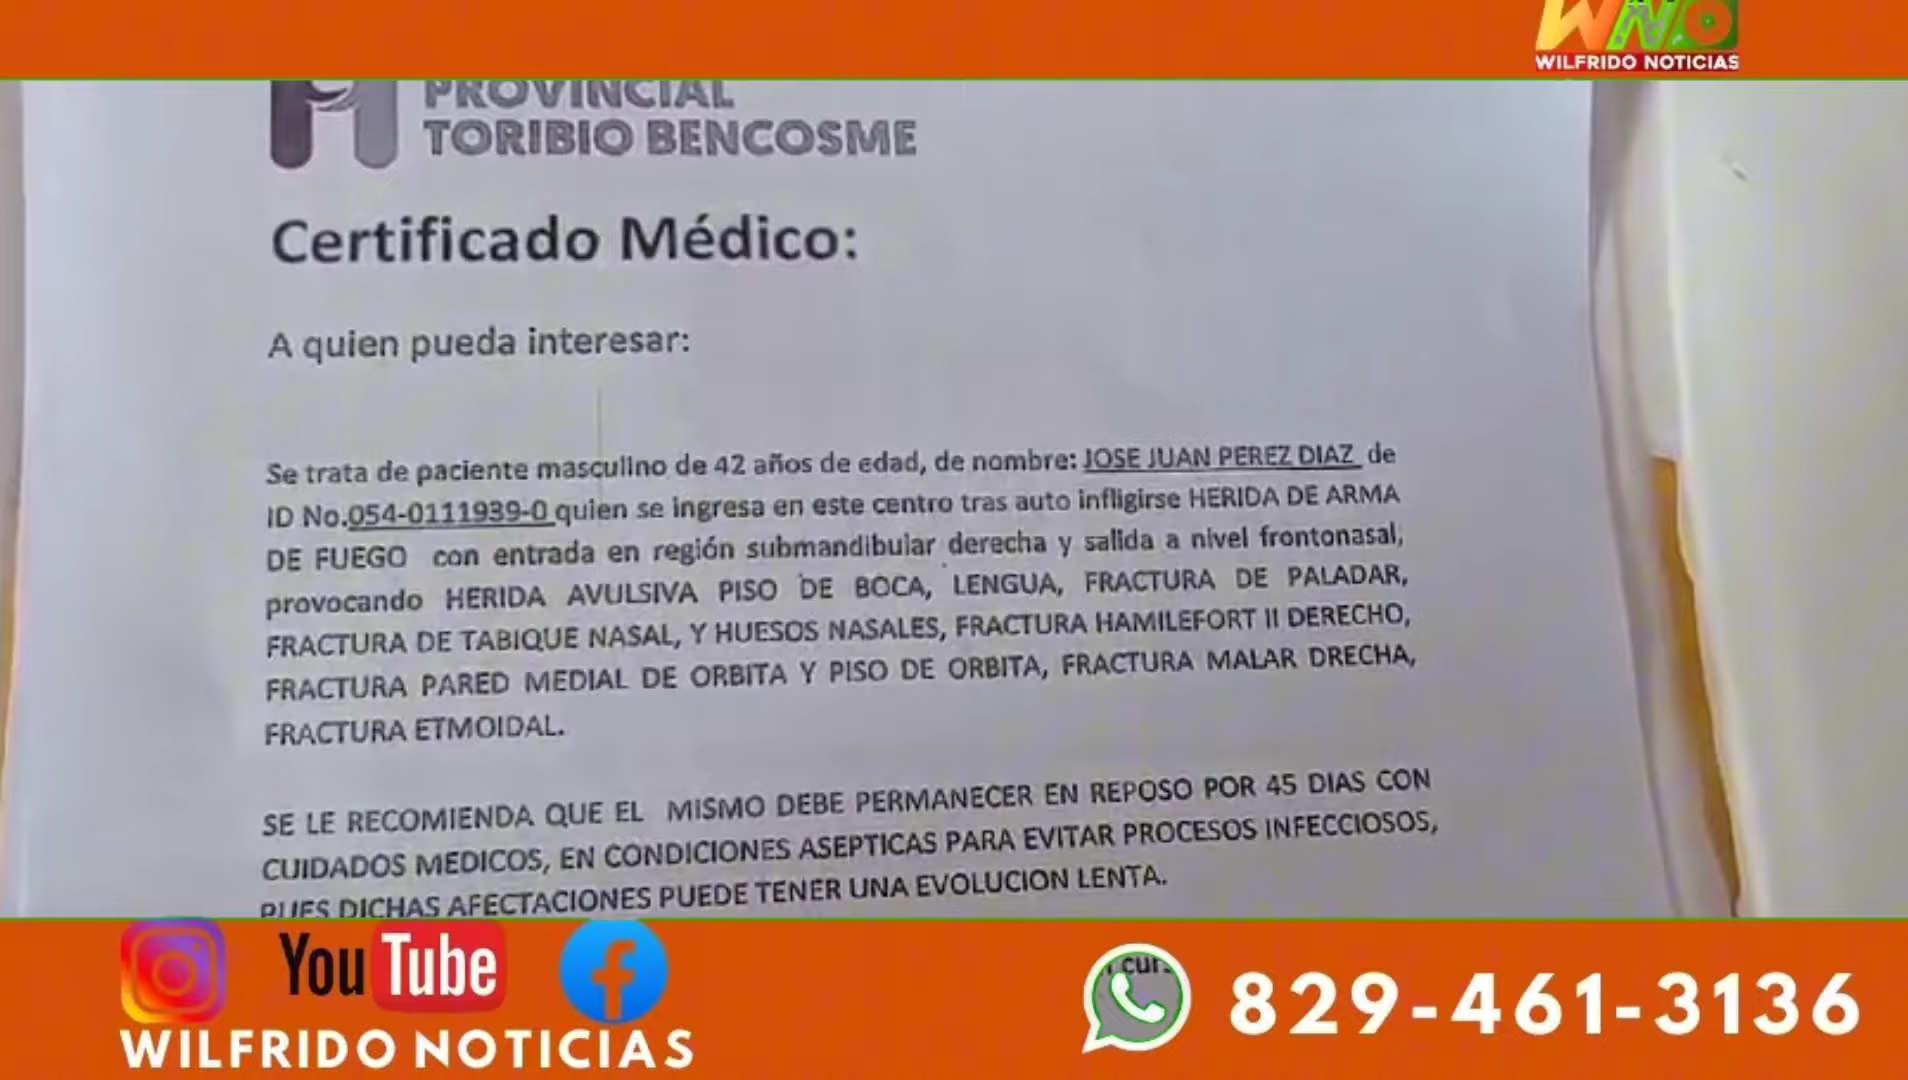 WNO
WILFRIDO NOTICIAS
PROVINCIAL
TORIBIO BENCOSME
Certificado Médico:
A quien pueda interesar:
Se trata de paciente masculino de 42 años de edad, de nombre: JOSE JUAN PEREZ DIAZ de
ID No.054-0111939-0 quien se ingresa en este centro tras auto infligirse HERIDA DE ARMA
DE FUEGO con entrada en región submandibular derecha y salida a nivel frontonasal,
provocando HERIDA AVULSIVA PISO DE BOCA, LENGUA, FRACTURA DE PALADAR,
FRACTURA DE TABIQUE NASAL, Y HUESOS NASALES, FRACTURA HAMILEFORT II DERECHO,
FRACTURA PARED MEDIAL DE ORBITA Y PISO DE ORBITA, FRACTURA MALAR DRECHA,
FRACTURA ETMOIDAL.
SE LE RECOMIENDA QUE EL MISMO DEBE PERMANECER EN REPOSO POR 45 DIAS CON
CUIDADOS MEDICOS, EN CONDICIONES ASEPTICAS PARA EVITAR PROCESOS INFECCIOSOS,
PUES DICHAS AFECTACIONES PUEDE TENER UNA EVOLUCION LENTA.
YouTube
WILFRIDO NOTICIAS
829-461-3136